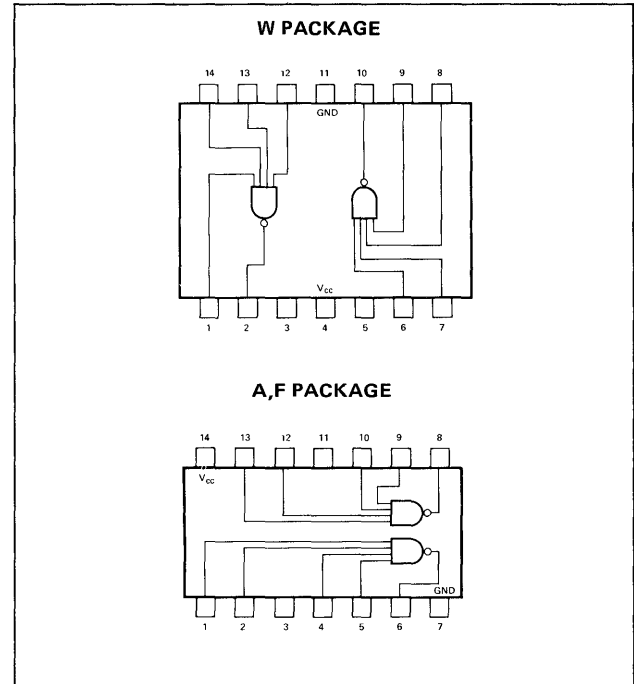 W PACKAGE
14 13 12 11 10 9 8
GND
Vcc
1 2 3 4 5 6 7
A,F PACKAGE
14 13 12 11 10 9 8
Vcc
GND
1 2 3 4 5 6 7